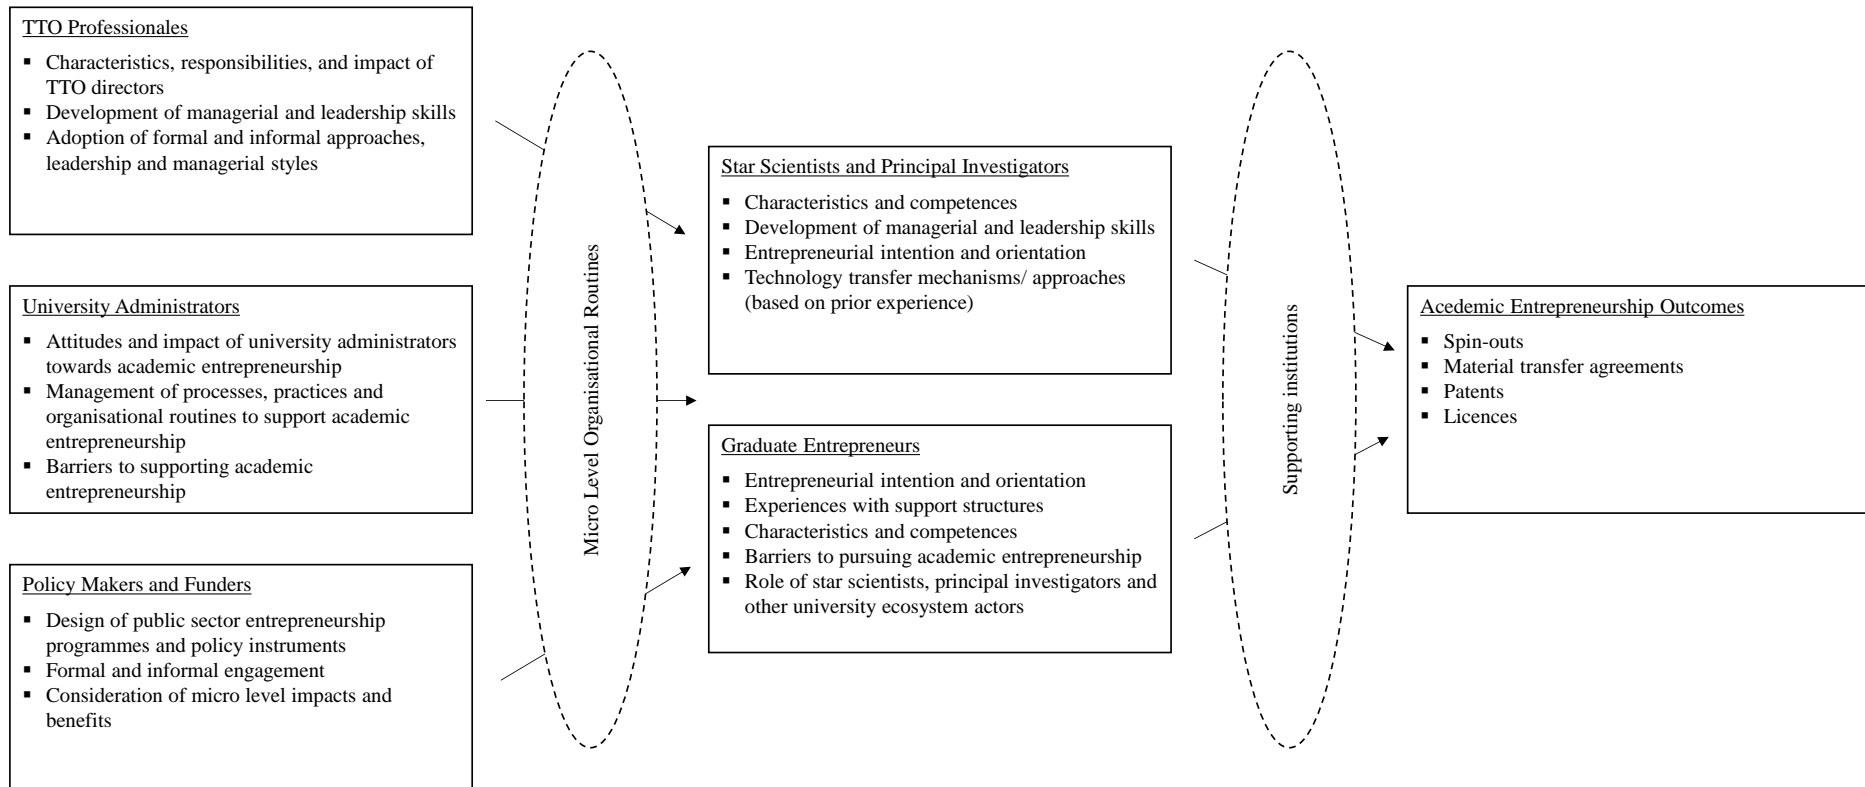 TTO Professionales
▪ Characteristics, responsibilities, and impact of
TTO directors
▪ Development of managerial and leadership skills
▪ Adoption of formal and informal approaches,
leadership and managerial styles
University Administrators
▪ Attitudes and impact of university administrators
towards academic entrepreneurship
▪ Management of processes, practices and
organisational routines to support academic
entrepreneurship
▪ Barriers to supporting academic
entrepreneurship
Policy Makers and Funders
▪ Design of public sector entrepreneurship
programmes and policy instruments
▪ Formal and informal engagement
▪ Consideration of micro level impacts and
benefits
Micro Level Organisational Routines
Star Scientists and Principal Investigators
▪ Characteristics and competences
▪ Development of managerial and leadership skills
▪ Entrepreneurial intention and orientation
▪ Technology transfer mechanisms/ approaches
(based on prior experience)
Graduate Entrepreneurs
▪ Entrepreneurial intention and orientation
▪ Experiences with support structures
▪ Characteristics and competences
▪ Barriers to pursuing academic entrepreneurship
▪ Role of star scientists, principal investigators and
other university ecosystem actors
Supporting institutions
Acedemic Entrepreneurship Outcomes
▪ Spin-outs
▪ Material transfer agreements
▪ Patents
▪ Licences